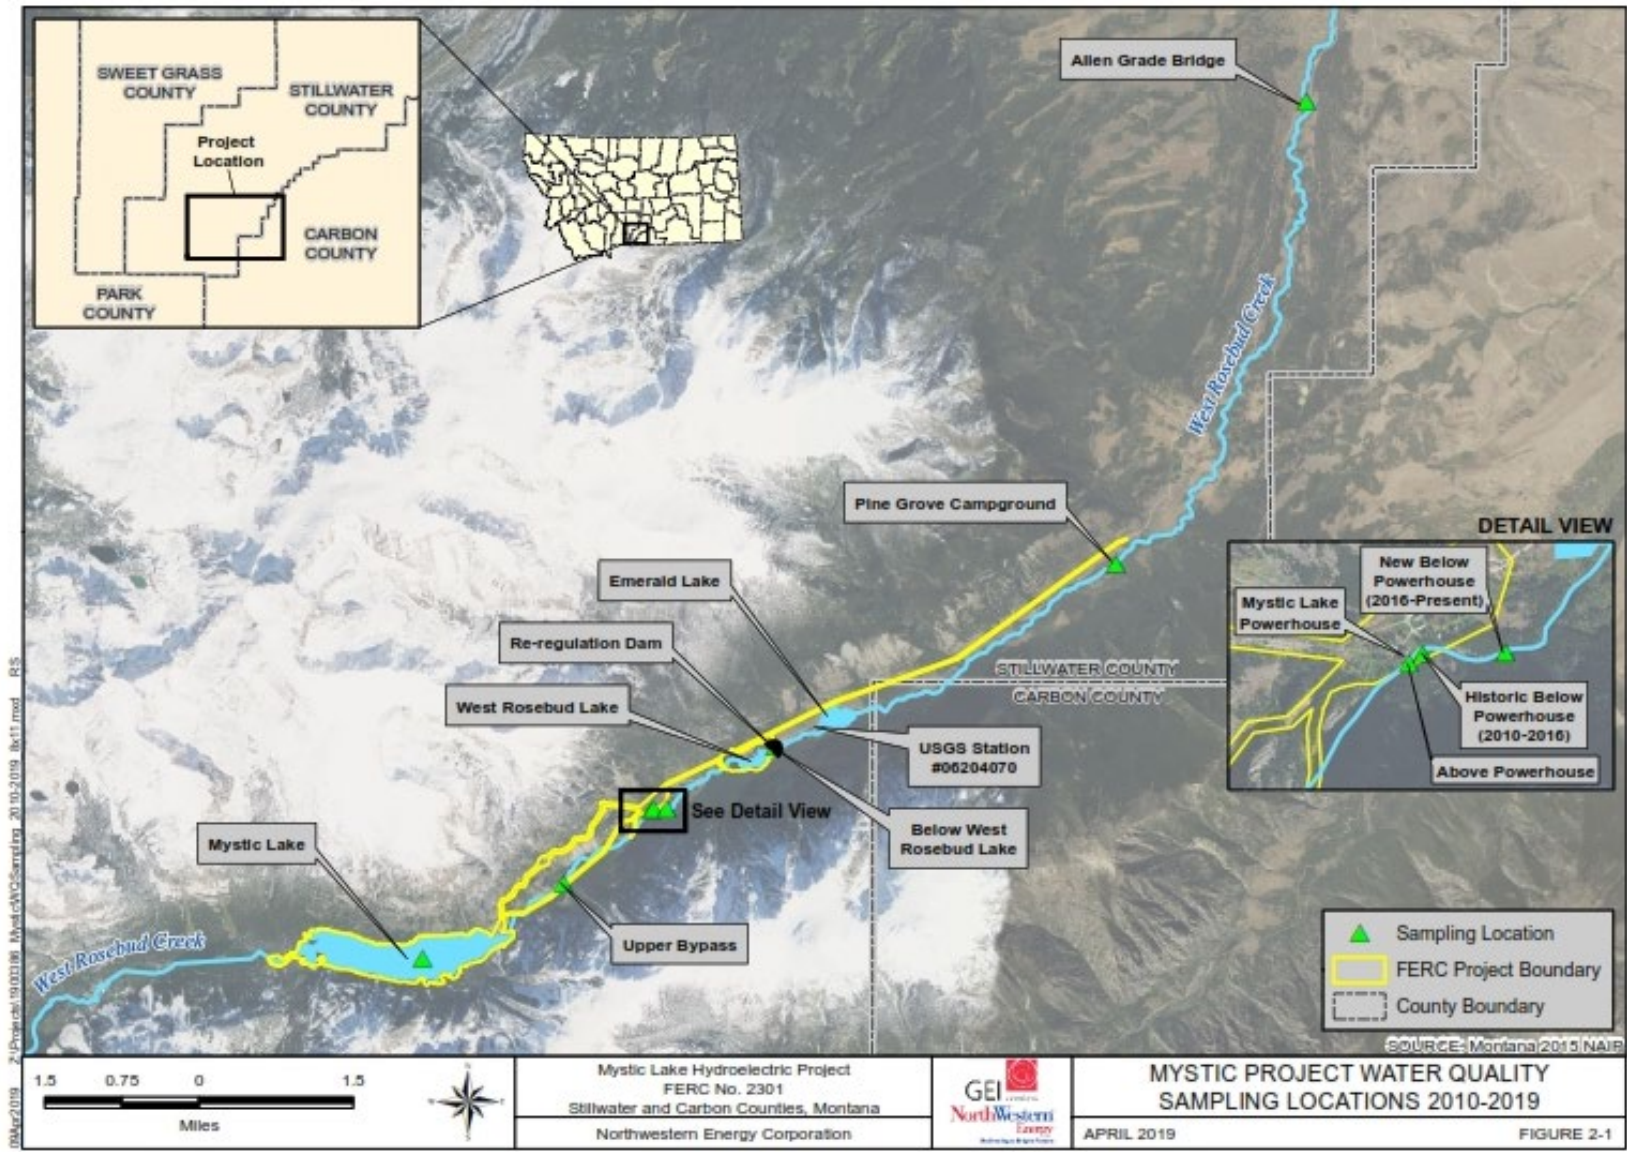 SWEET GRASS
COUNTY
STILLWATER
COUNTY
Project
Location
CARBON
COUNTY
PARK
COUNTY
Allen Grade Bridge
West Rosebud Creek
Pine Grove Campground
Emerald Lake
Re-regulation Dam
West Rosebud Lake
STILLWATER COUNTY
CARBON COUNTY
USGS Station
#06204070
See Detail View
Below West
Rosebud Lake
Mystic Lake
Upper Bypass
West Rosebud Creek
DETAIL VIEW
New Below
Powerhouse
(2016-Present)
Mystic Lake
Powerhouse
Historic Below
Powerhouse
(2010-2016)
Above Powerhouse
Sampling Location
FERC Project Boundary
County Boundary
SOURCE: Montana 2015 NAIP
1.5 0.75 0 1.5
Miles
Mystic Lake Hydroelectric Project
FERC No. 2301
Stillwater and Carbon Counties, Montana
Northwestern Energy Corporation
GEI
NorthWestern
Energy
MYSTIC PROJECT WATER QUALITY
SAMPLING LOCATIONS 2010-2019
APRIL 2019
FIGURE 2-1